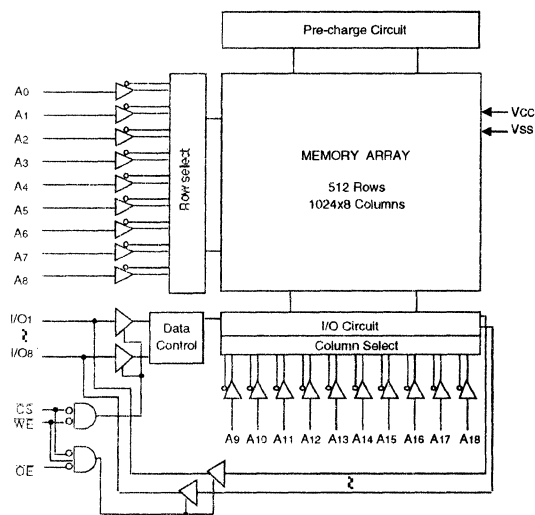 Pre-charge Circuit
A0
A1
A2
A3
A4
A5
A6
A7
A8
Row select
MEMORY ARRAY
512 Rows
1024x8 Columns
Vcc
Vss
I/O1
I/O8
Data
Control
I/O Circuit
Column Select
A9 A10 A11 A12 A13 A14 A15 A16 A17 A18
CS
WE
OE